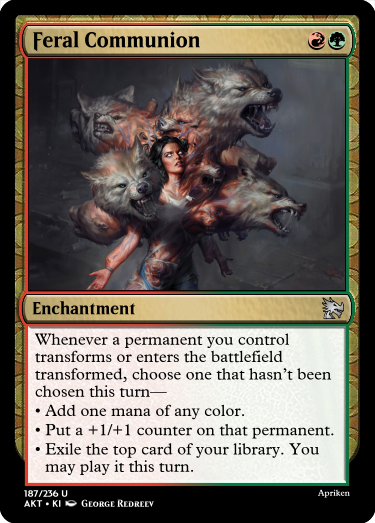 Feral Communion
Enchantment
Whenever a permanent you control
transforms or enters the battlefield
transformed, choose one that hasn't been
chosen this turn—
• Add one mana of any color.
• Put a +1/+1 counter on that permanent.
• Exile the top card of your library. You
may play it this turn.
187/236 U
Apriken
AKT • KI George Redreev